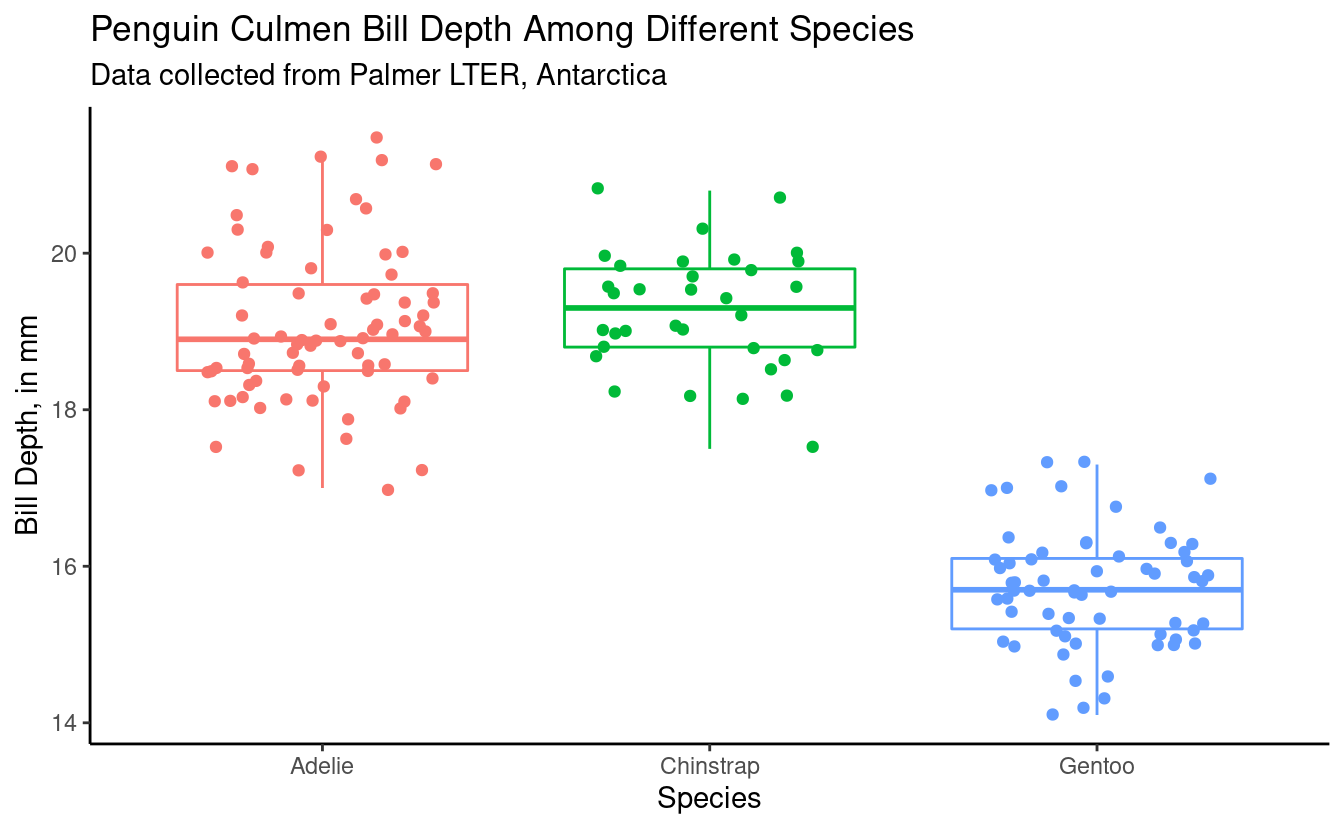 Penguin Culmen Bill Depth Among Different Species
Data collected from Palmer LTER, Antarctica
Bill Depth, in mm
20
18
16
14
Adelie Chinstrap Gentoo
Species